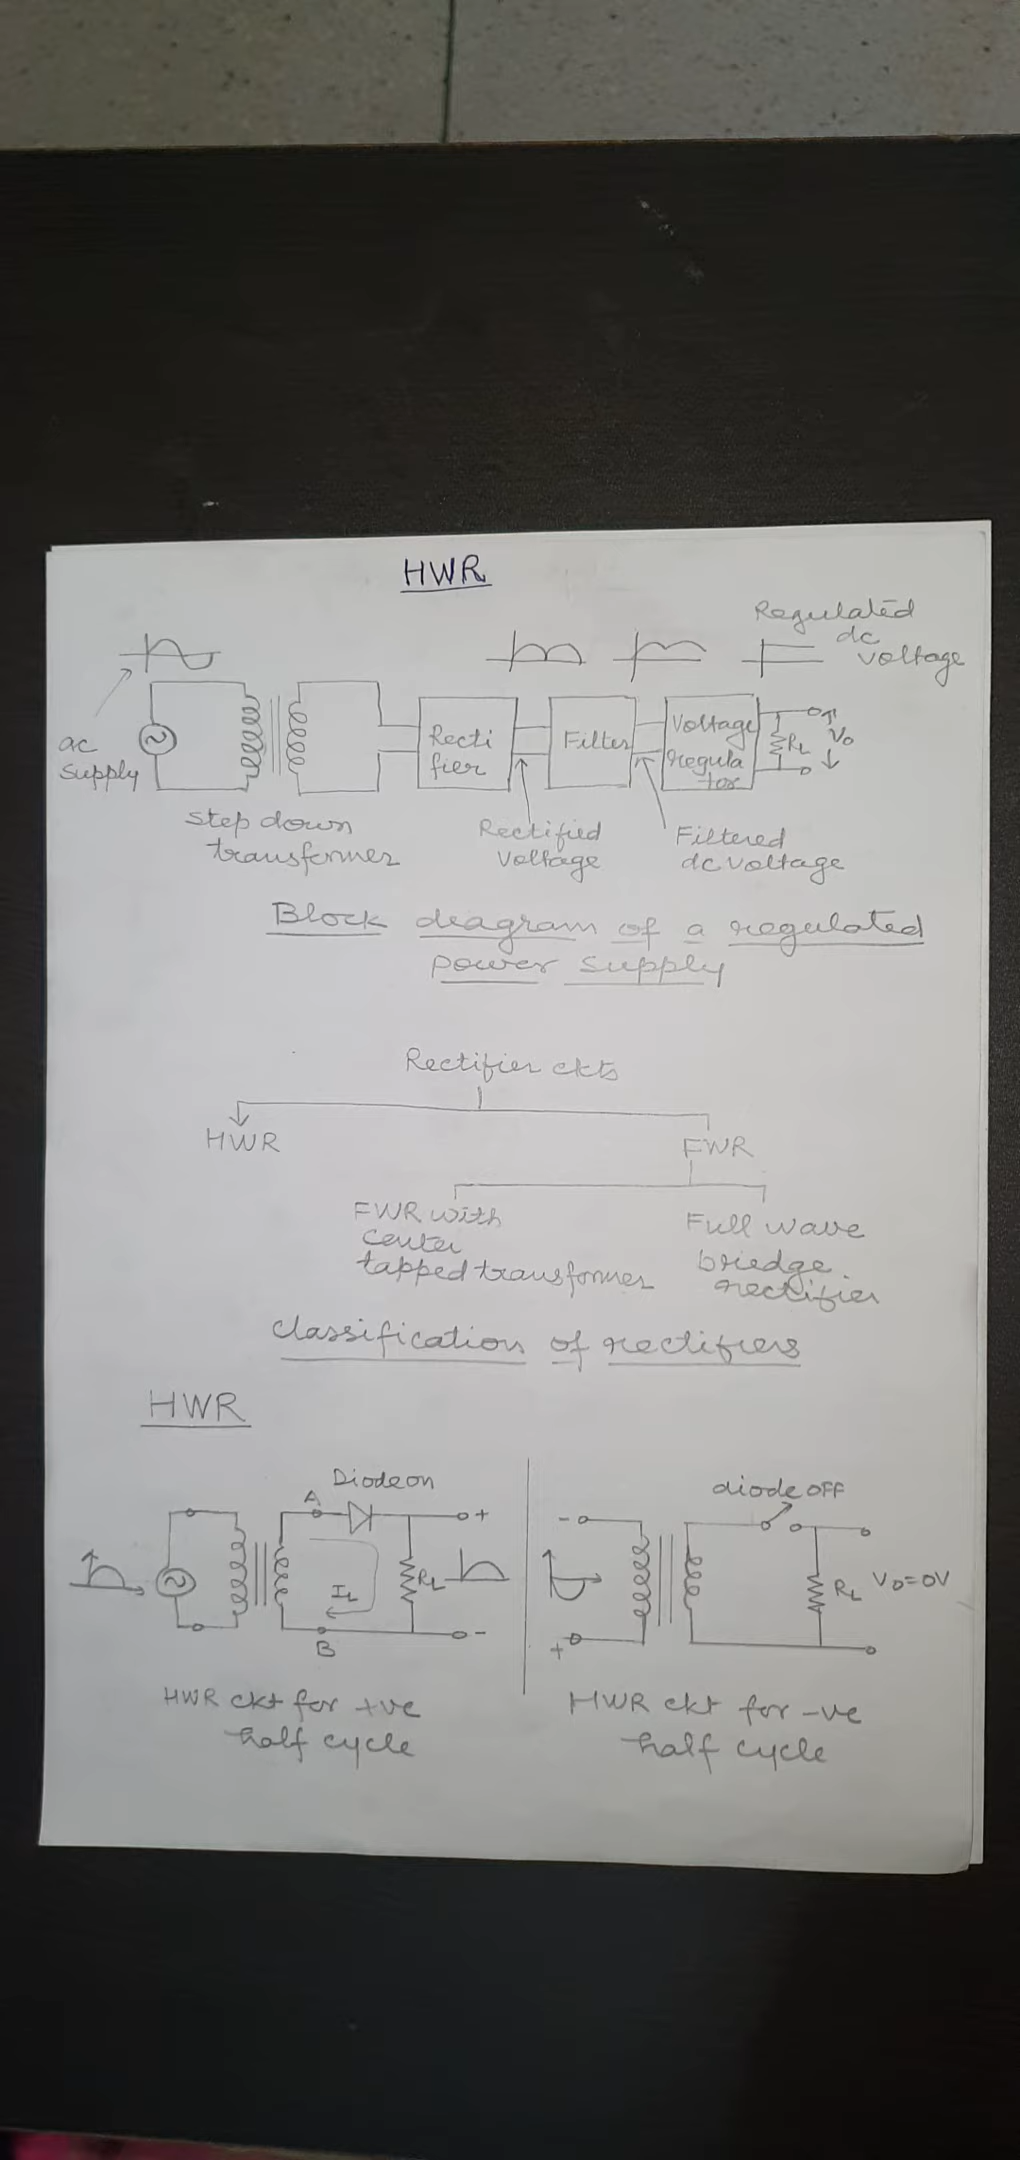 HWR
Regulated
dc
voltage
ac
supply
Recti
fier
Filter
Voltage
regula
tor
RL
Vo
step down
transformer
Rectified
voltage
Filtered
dc voltage
Block diagram of a regulated
power supply
Rectifier ckts
HWR
FWR
FWR with
center
tapped transformer
Full wave
bridge
rectifier
classification of rectifiers
HWR
Diode on
A
+
IL
RL
B
-
HWR ckt for +ve
half cycle
diode OFF
-
RL
VO=0V
+
HWR ckt for -ve
half cycle